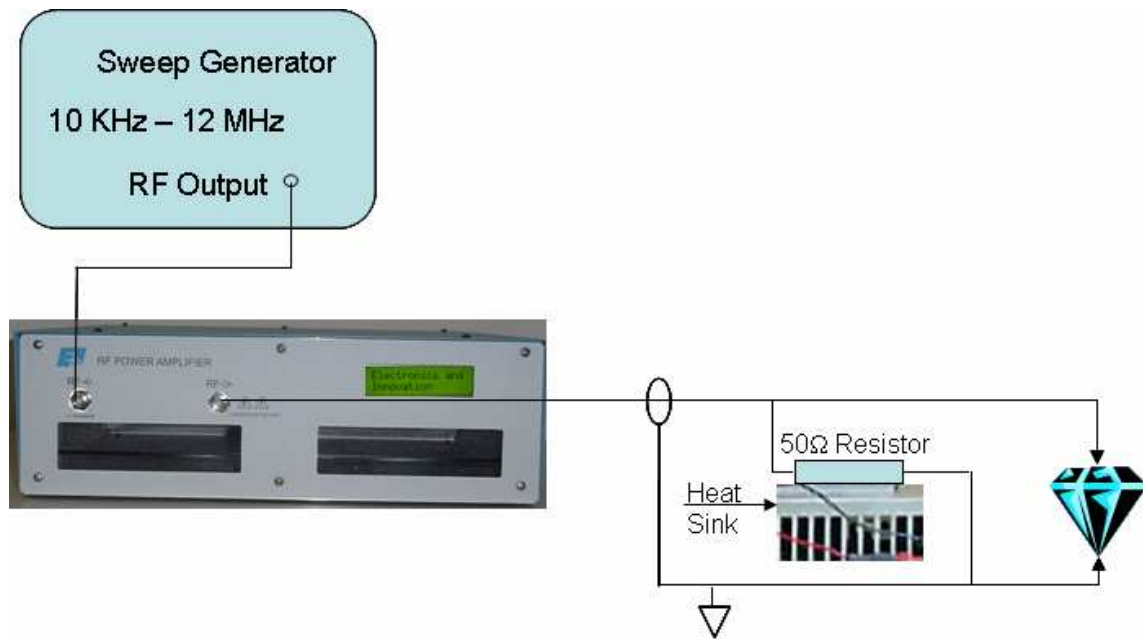 Sweep Generator
10 KHz – 12 MHz
RF Output
RF POWER AMPLIFIER
Electronics and
Innovation
50Ω Resistor
Heat
Sink